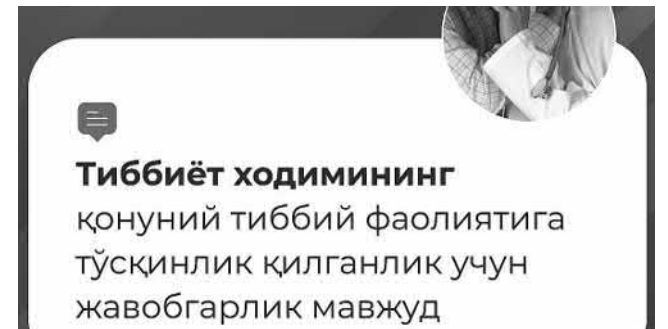 Тиббиёт ходимининг
қонуний тиббий фаолиятига
тўсқинлик қилганлик учун
жавобгарлик мавжуд